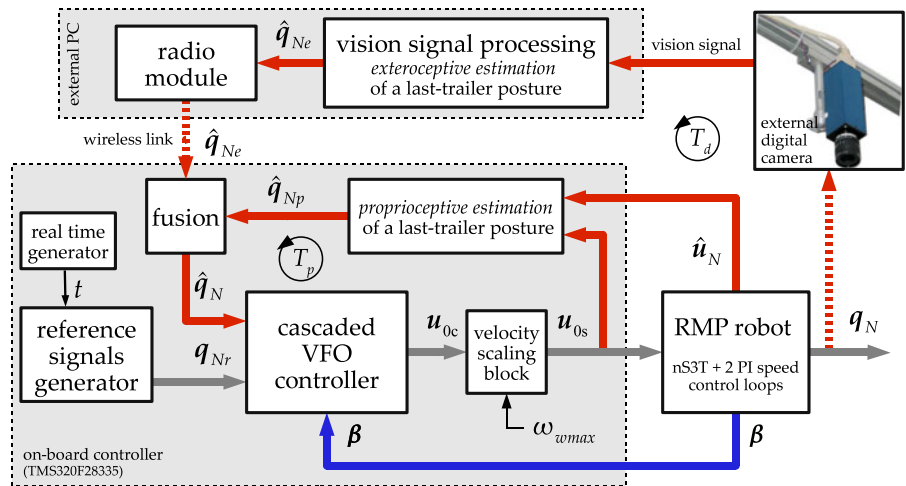 external PC
radio
module
q̂_Ne
vision signal processing
exteroceptive estimation
of a last-trailer posture
vision signal
external
digital
camera
wireless link
q̂_Ne
T_d
fusion
q̂_Np
proprioceptive estimation
of a last-trailer posture
real time
generator
T_p
û_N
t
q̂_N
reference
signals
generator
q_Nr
cascaded
VFO
controller
u_0c
velocity
scaling
block
u_0s
RMP robot
nS3T + 2 PI speed
control loops
q_N
ω_wmax
β
β
on-board controller
(TMS320F28335)